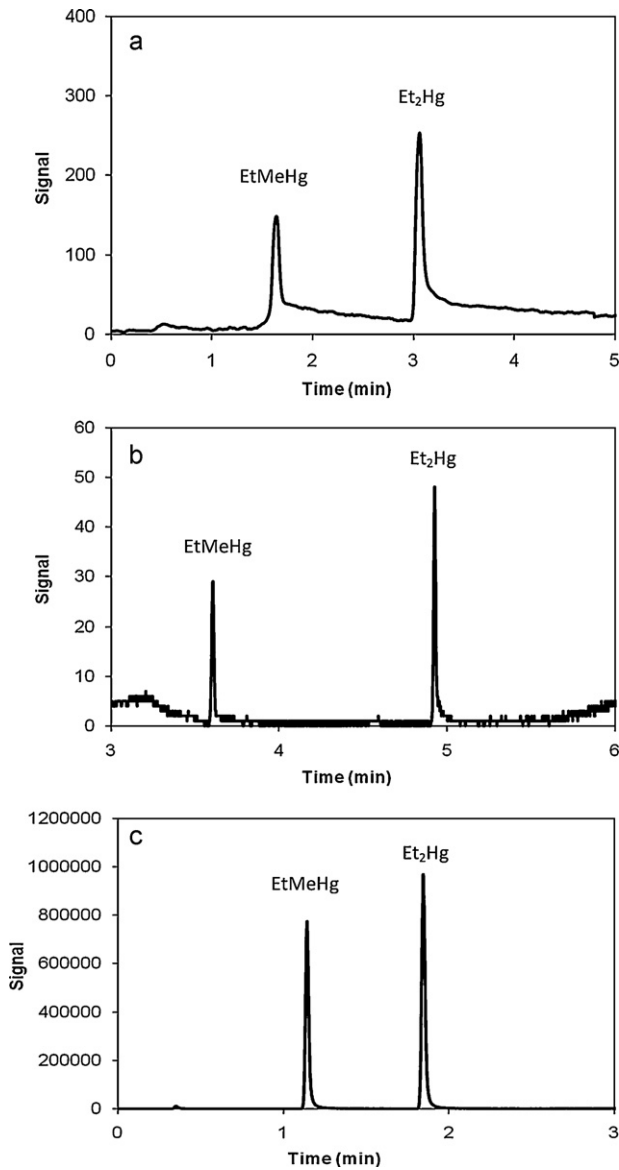 a
400
300
200
100
0
Signal
EtMeHg
Et₂Hg
0 1 2 3 4 5
Time (min)
b
60
50
40
30
20
10
0
Signal
EtMeHg
Et₂Hg
3 4 5 6
Time (min)
c
1200000
1000000
800000
600000
400000
200000
0
Signal
EtMeHg
Et₂Hg
0 1 2 3
Time (min)